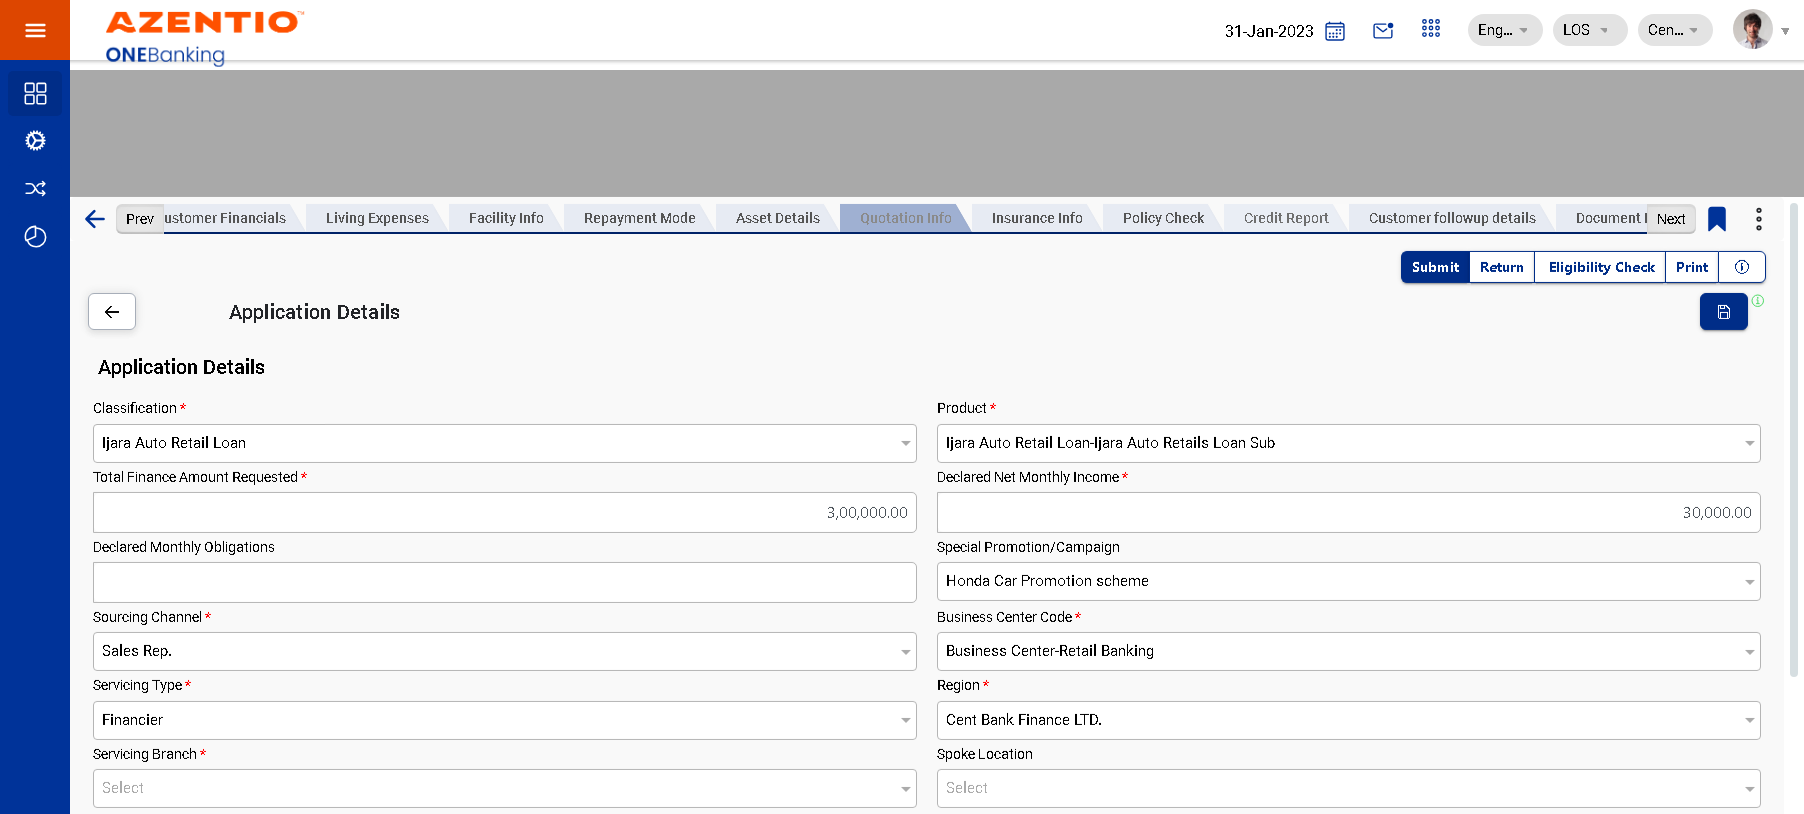 AZENTIO™
ONEBanking
31-Jan-2023
Eng...
LOS
Cen...
Prev
ustomer Financials
Living Expenses
Facility Info
Repayment Mode
Asset Details
Quotation Info
Insurance Info
Policy Check
Credit Report
Customer followup details
Document
Next
Submit
Return
Eligibility Check
Print
Application Details
Application Details
Classification *
Product *
Ijara Auto Retail Loan
Ijara Auto Retail Loan-Ijara Auto Retails Loan Sub
Total Finance Amount Requested *
Declared Net Monthly Income *
3,00,000.00
30,000.00
Declared Monthly Obligations
Special Promotion/Campaign
Honda Car Promotion scheme
Sourcing Channel *
Business Center Code *
Sales Rep.
Business Center-Retail Banking
Servicing Type *
Region *
Financier
Cent Bank Finance LTD.
Servicing Branch *
Spoke Location
Select
Select